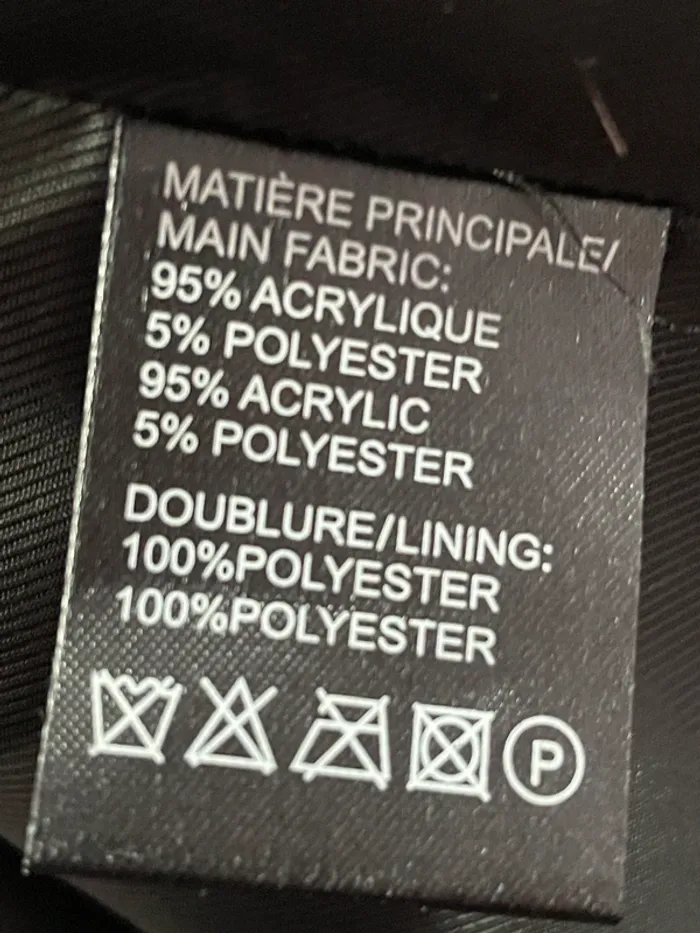 MATIÈRE PRINCIPALE/
MAIN FABRIC:
95% ACRYLIQUE
5% POLYESTER
95% ACRYLIC
5% POLYESTER
DOUBLURE/LINING:
100%POLYESTER
100%POLYESTER
P